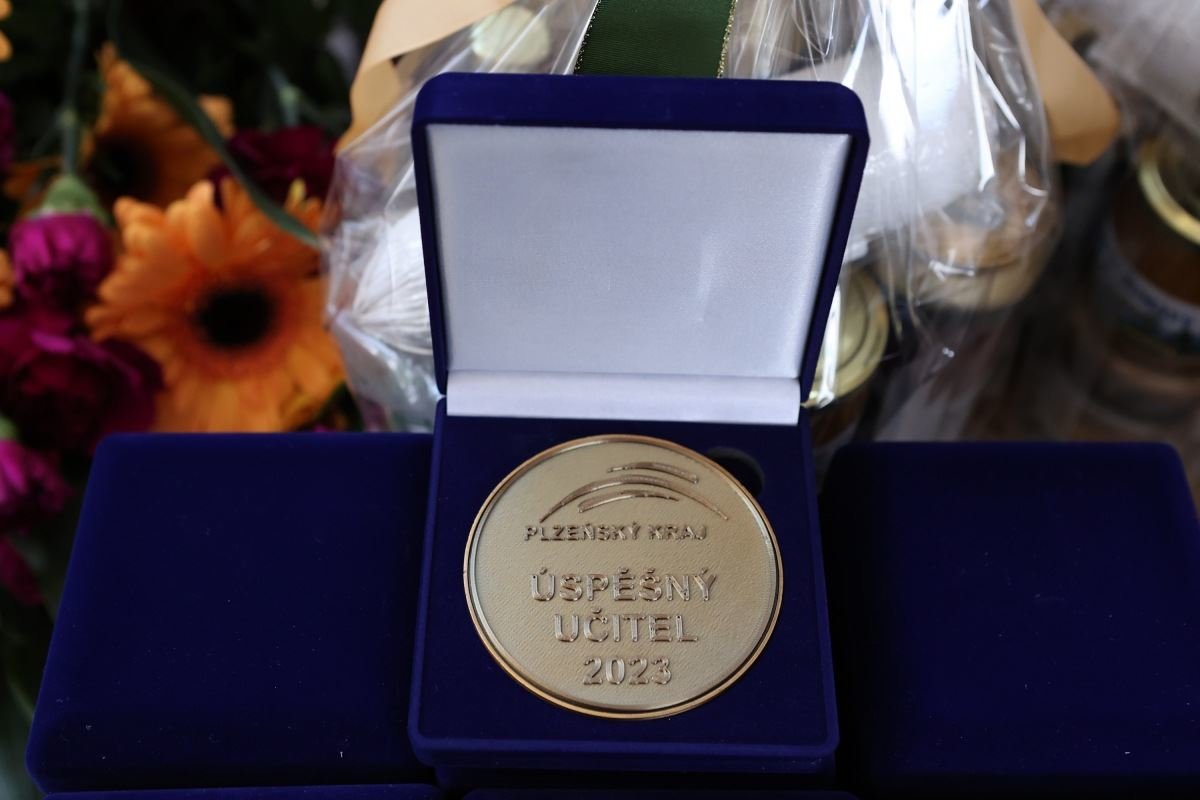 PLZEŇSKÝ KRAJ
ÚSPĚŠNÝ
UČITEL
2023